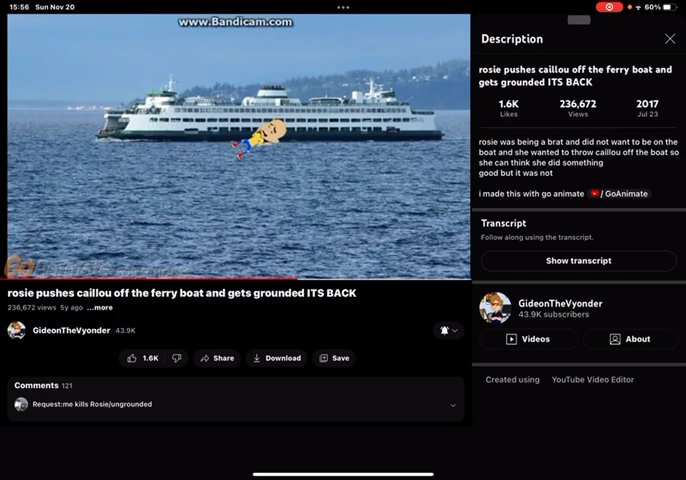 15:56 Sun Nov 20
60%
www.Bandicam.com
Description
rosie pushes caillou off the ferry boat and
gets grounded ITS BACK
1.6K 236,672 2017
Likes Views Jul 23
rosie was being a brat and did not want to be on the
boat and she wanted to throw caillou off the boat so
she can think she did something
good but it was not
i made this with go animate / GoAnimate
Transcript
Follow along using the transcript.
Show transcript
GideonTheVyonder
43.9K subscribers
Videos About
Created using YouTube Video Editor
rosie pushes caillou off the ferry boat and gets grounded ITS BACK
236,672 views 5y ago ...more
GideonTheVyonder 43.9K
1.6K Share Download Save
Comments 121
Request:me kills Rosie/ungrounded